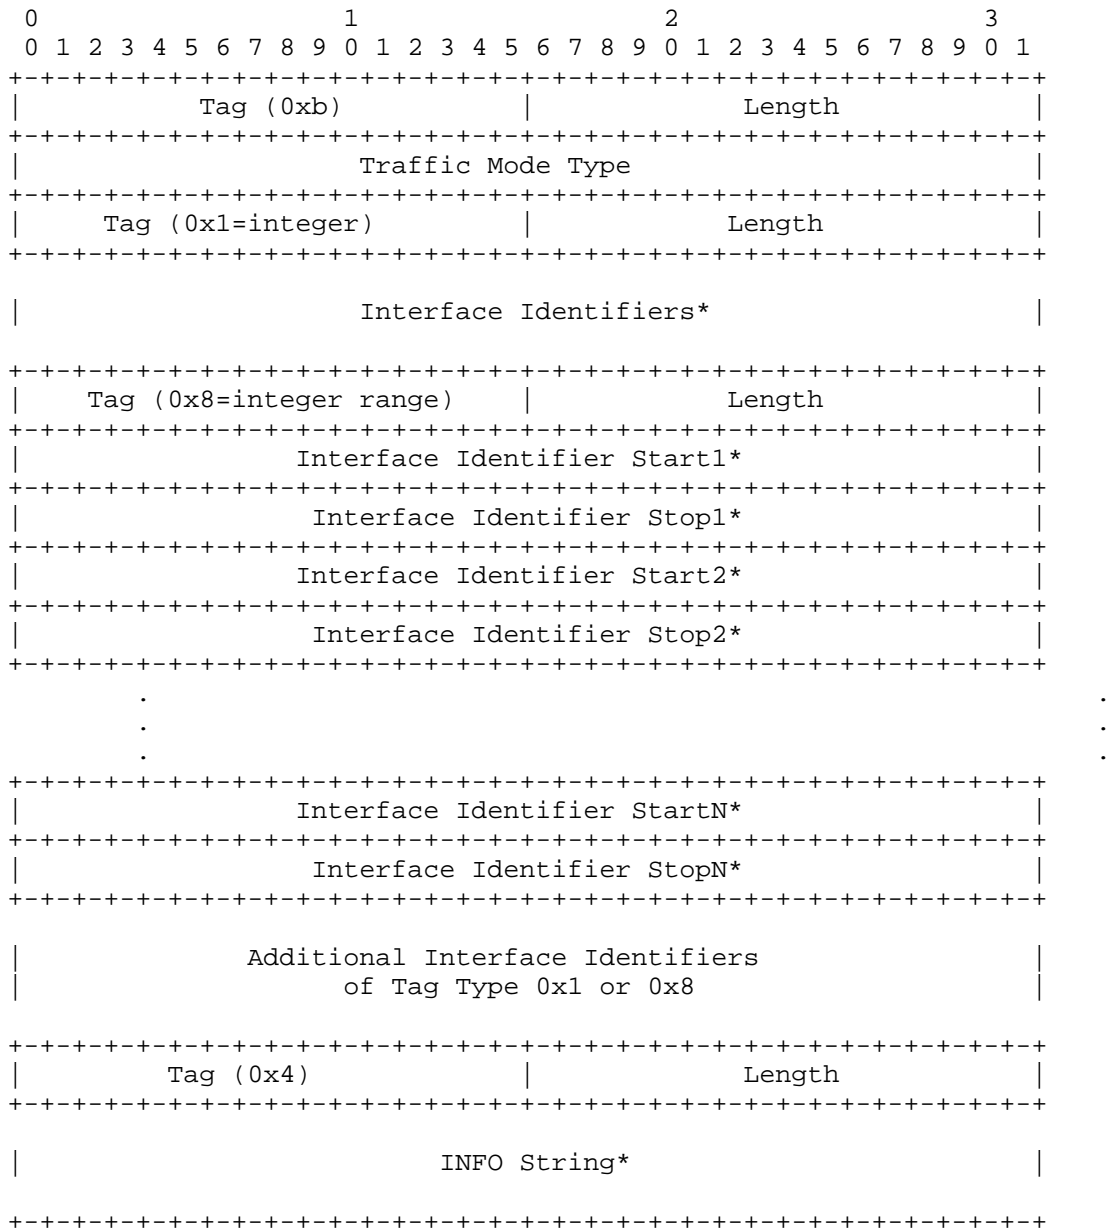 0                   1                   2                   3
 0 1 2 3 4 5 6 7 8 9 0 1 2 3 4 5 6 7 8 9 0 1 2 3 4 5 6 7 8 9 0 1
+-+-+-+-+-+-+-+-+-+-+-+-+-+-+-+-+-+-+-+-+-+-+-+-+-+-+-+-+-+-+-+-+
|           Tag (0xb)           |             Length            |
+-+-+-+-+-+-+-+-+-+-+-+-+-+-+-+-+-+-+-+-+-+-+-+-+-+-+-+-+-+-+-+-+
|                     Traffic Mode Type                         |
+-+-+-+-+-+-+-+-+-+-+-+-+-+-+-+-+-+-+-+-+-+-+-+-+-+-+-+-+-+-+-+-+
|     Tag (0x1=integer)         |            Length             |
+-+-+-+-+-+-+-+-+-+-+-+-+-+-+-+-+-+-+-+-+-+-+-+-+-+-+-+-+-+-+-+-+
|                     Interface Identifiers*                    |
+-+-+-+-+-+-+-+-+-+-+-+-+-+-+-+-+-+-+-+-+-+-+-+-+-+-+-+-+-+-+-+-+
|    Tag (0x8=integer range)    |            Length             |
+-+-+-+-+-+-+-+-+-+-+-+-+-+-+-+-+-+-+-+-+-+-+-+-+-+-+-+-+-+-+-+-+
|                 Interface Identifier Start1*                  |
+-+-+-+-+-+-+-+-+-+-+-+-+-+-+-+-+-+-+-+-+-+-+-+-+-+-+-+-+-+-+-+-+
|                  Interface Identifier Stop1*                  |
+-+-+-+-+-+-+-+-+-+-+-+-+-+-+-+-+-+-+-+-+-+-+-+-+-+-+-+-+-+-+-+-+
|                 Interface Identifier Start2*                  |
+-+-+-+-+-+-+-+-+-+-+-+-+-+-+-+-+-+-+-+-+-+-+-+-+-+-+-+-+-+-+-+-+
|                  Interface Identifier Stop2*                  |
+-+-+-+-+-+-+-+-+-+-+-+-+-+-+-+-+-+-+-+-+-+-+-+-+-+-+-+-+-+-+-+-+
        .                                                           .
        .                                                           .
        .                                                           .
+-+-+-+-+-+-+-+-+-+-+-+-+-+-+-+-+-+-+-+-+-+-+-+-+-+-+-+-+-+-+-+-+
|                 Interface Identifier StartN*                  |
+-+-+-+-+-+-+-+-+-+-+-+-+-+-+-+-+-+-+-+-+-+-+-+-+-+-+-+-+-+-+-+-+
|                  Interface Identifier StopN*                  |
+-+-+-+-+-+-+-+-+-+-+-+-+-+-+-+-+-+-+-+-+-+-+-+-+-+-+-+-+-+-+-+-+
|              Additional Interface Identifiers                 |
|                    of Tag Type 0x1 or 0x8                     |
+-+-+-+-+-+-+-+-+-+-+-+-+-+-+-+-+-+-+-+-+-+-+-+-+-+-+-+-+-+-+-+-+
|         Tag (0x4)             |             Length            |
+-+-+-+-+-+-+-+-+-+-+-+-+-+-+-+-+-+-+-+-+-+-+-+-+-+-+-+-+-+-+-+-+
|                          INFO String*                         |
+-+-+-+-+-+-+-+-+-+-+-+-+-+-+-+-+-+-+-+-+-+-+-+-+-+-+-+-+-+-+-+-+